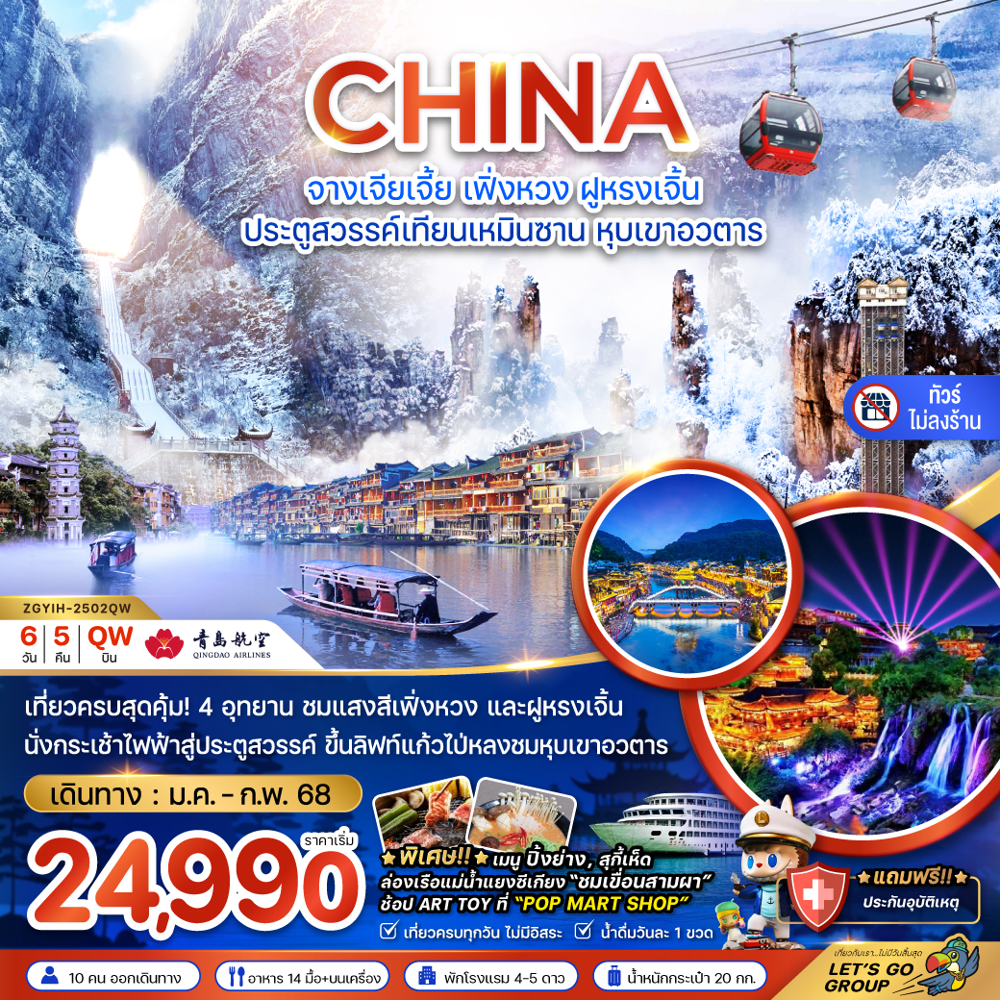 CHINA
จางเจียเจี้ย เฟิ่งหวง ฝูหรงเจิ้น
ประตูสวรรค์เทียนเหมินซาน หุบเขาอวตาร
ทัวร์
ไม่ลงร้าน
ZGYIH-2502QW
6 วัน
5 คืน
QW บิน
青島航空
QINGDAO AIRLINES
เที่ยวครบสุดคุ้ม! 4 อุทยาน ชมแสงสีเฟิ่งหวง และฝูหรงเจิ้น
นั่งกระเช้าไฟฟ้าสู่ประตูสวรรค์ ขึ้นลิฟท์แก้วไป่หลงชมหุบเขาอวตาร
เดินทาง : ม.ค. - ก.พ. 68
ราคาเริ่ม
24,990
พิเศษ!! เมนู ปิ้งย่าง, สุกี้เห็ด
ล่องเรือแม่น้ำแยงซีเกียง "ชมเขื่อนสามผา"
ช้อป ART TOY ที่ "POP MART SHOP"
เที่ยวครบทุกวัน ไม่มีอิสระ
น้ำดื่มวันละ 1 ขวด
แถมฟรี!!
ประกันอุบัติเหตุ
10 คน ออกเดินทาง
อาหาร 14 มื้อ+บนเครื่อง
พักโรงแรม 4-5 ดาว
น้ำหนักกระเป๋า 20 กก.
เที่ยวกับเรา...ไม่มีวันสิ้นสุด
LET'S GO
GROUP